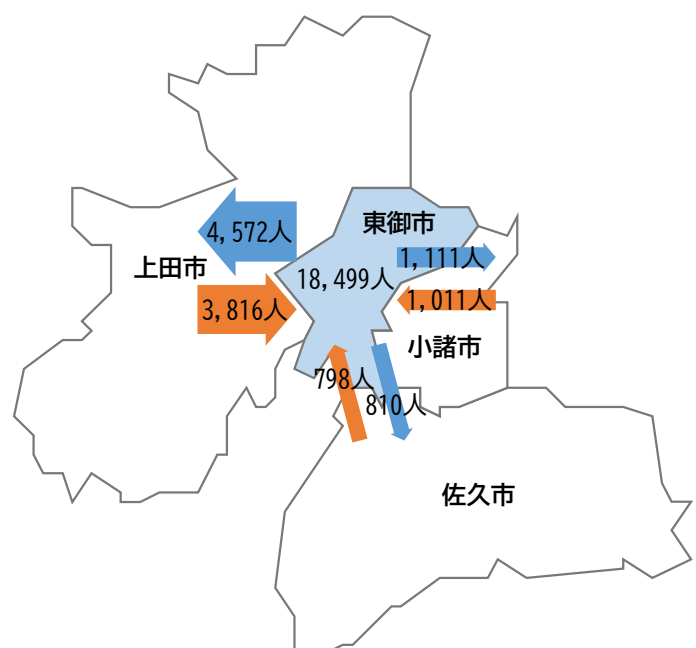 東御市
4,572人
1,111人
上田市
18,499人
3,816人
1,011人
小諸市
798人
810人
佐久市